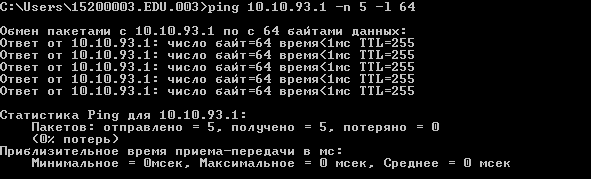 C:\Users\15200003.EDU.003>ping 10.10.93.1 -n 5 -l 64
Обмен пакетами с 10.10.93.1 по с 64 байтами данных:
Ответ от 10.10.93.1: число байт=64 время<1мс TTL=255
Ответ от 10.10.93.1: число байт=64 время<1мс TTL=255
Ответ от 10.10.93.1: число байт=64 время<1мс TTL=255
Ответ от 10.10.93.1: число байт=64 время<1мс TTL=255
Ответ от 10.10.93.1: число байт=64 время<1мс TTL=255
Статистика Ping для 10.10.93.1:
Пакетов: отправлено = 5, получено = 5, потеряно = 0
(0% потерь)
Приблизительное время приема-передачи в мс:
Минимальное = 0мсек, Максимальное = 0 мсек, Среднее = 0 мсек